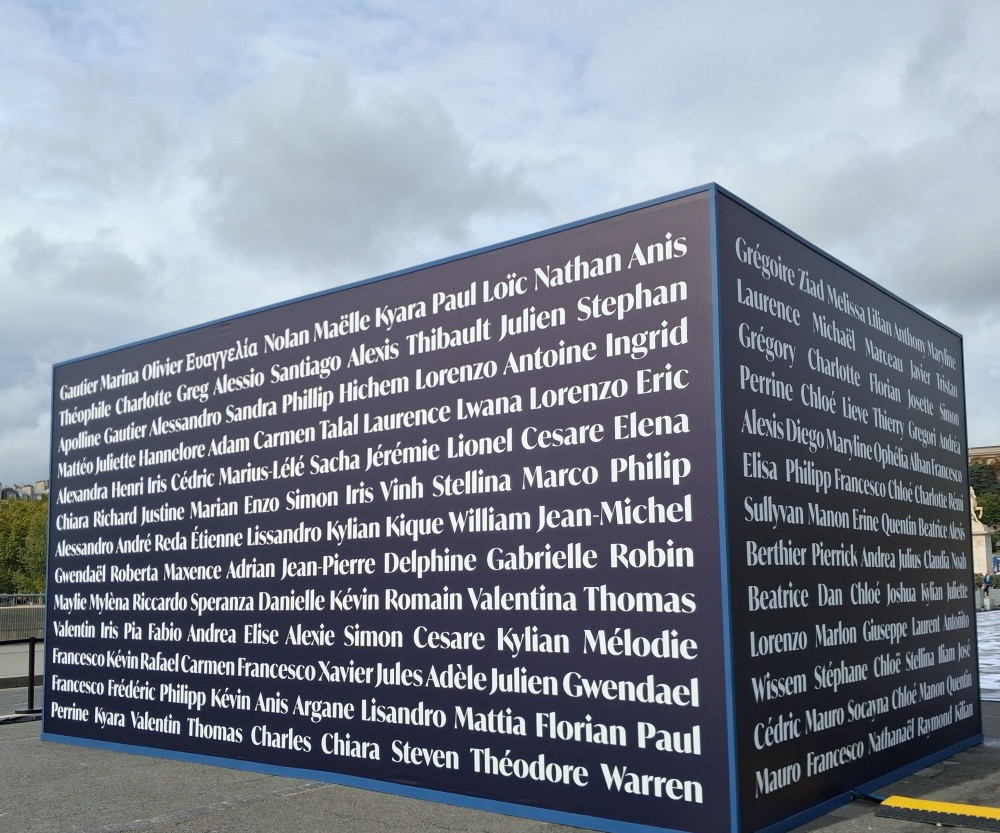 Gautier Marina Olivier Ευαγγελία Nolan Maëlle Kyara Paul Loïc Nathan Anis
Théophile Charlotte Greg Alessio Santiago Alexis Thibault Julien Stephan
Apolline Gautier Alessandro Sandra Phillip Hichem Lorenzo Antoine Ingrid
Mattéo Juliette Hannelore Adam Carmen Talal Laurence Lwana Lorenzo Eric
Alexandra Henri Iris Cédric Marius-Lélé Sacha Jérémie Lionel Cesare Elena
Chiara Richard Justine Marian Enzo Simon Iris Vinh Stellina Marco Philip
Alessandro André Reda Étienne Lissandro Kylian Kique William Jean-Michel
Gwendaël Roberta Maxence Adrian Jean-Pierre Delphine Gabrielle Robin
Maylie Mylèna Riccardo Speranza Danielle Kévin Romain Valentina Thomas
Valentin Iris Pia Fabio Andrea Elise Alexie Simon Cesare Kylian Mélodie
Francesco Kévin Rafael Carmen Francesco Xavier Jules Adèle Julien Gwendael
Francesco Frédéric Philipp Kévin Anis Argane Lisandro Mattia Florian Paul
Perrine Kyara Valentin Thomas Charles Chiara Steven Théodore Warren
Grégoire Ziad Melissa Lilian Anthony Maryline
Laurence Michaël Marceau Javier Tristan
Grégory Charlotte Florian Josette Simon
Perrine Chloé Lieve Thierry Gregori Andréa
Alexis Diego Maryline Ophélia Alban Francesco
Elisa Philipp Francesco Chloé Charlotte Rémi
Sullyvan Manon Erine Quentin Beatrice Alexis
Berthier Pierrick Andrea Julius Claudia Noah
Beatrice Dan Chloé Joshua Kylian Juliette
Lorenzo Marlon Giuseppe Laurent Antoñito
Wissem Stéphane Chloë Stellina Iliam José
Cédric Mauro Socayna Chloé Manon Quentin
Mauro Francesco Nathanaël Raymond Kilian